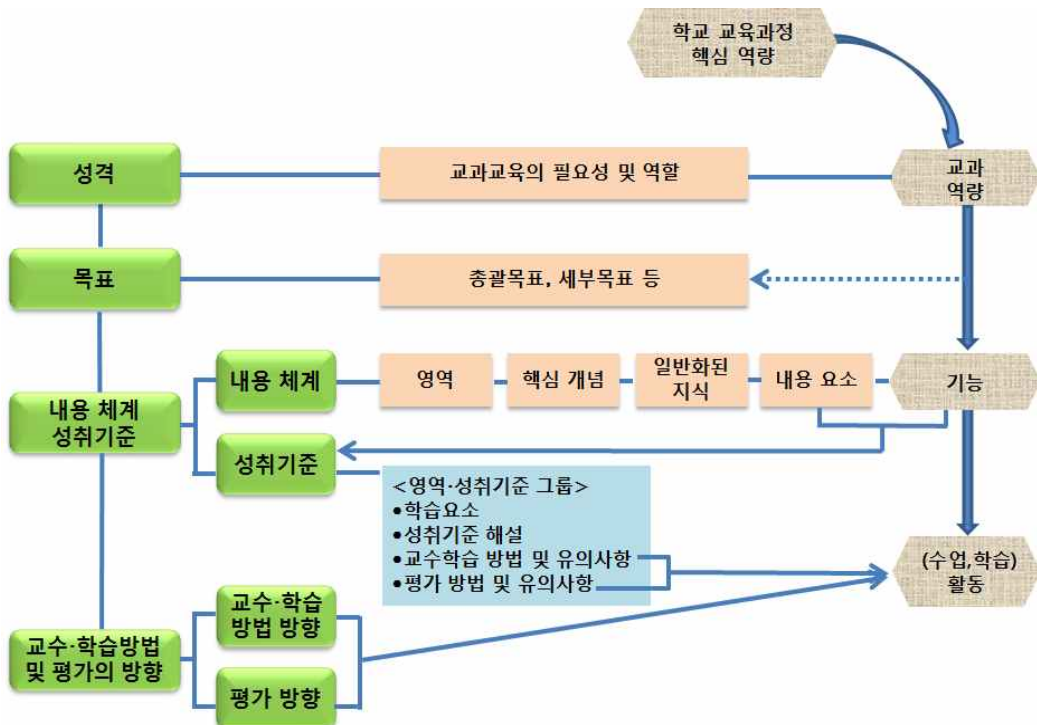 학교 교육과정
핵심 역량
성격
교과교육의 필요성 및 역할
교과
역량
목표
총괄목표, 세부목표 등
내용 체계
성취기준
내용 체계
영역
핵심 개념
일반화된
지식
내용 요소
기능
성취기준
<영역·성취기준 그룹>
•학습요소
•성취기준 해설
•교수학습 방법 및 유의사항
•평가 방법 및 유의사항
(수업,학습)
활동
교수·학습방법
및 평가의 방향
교수·학습
방법 방향
평가 방향